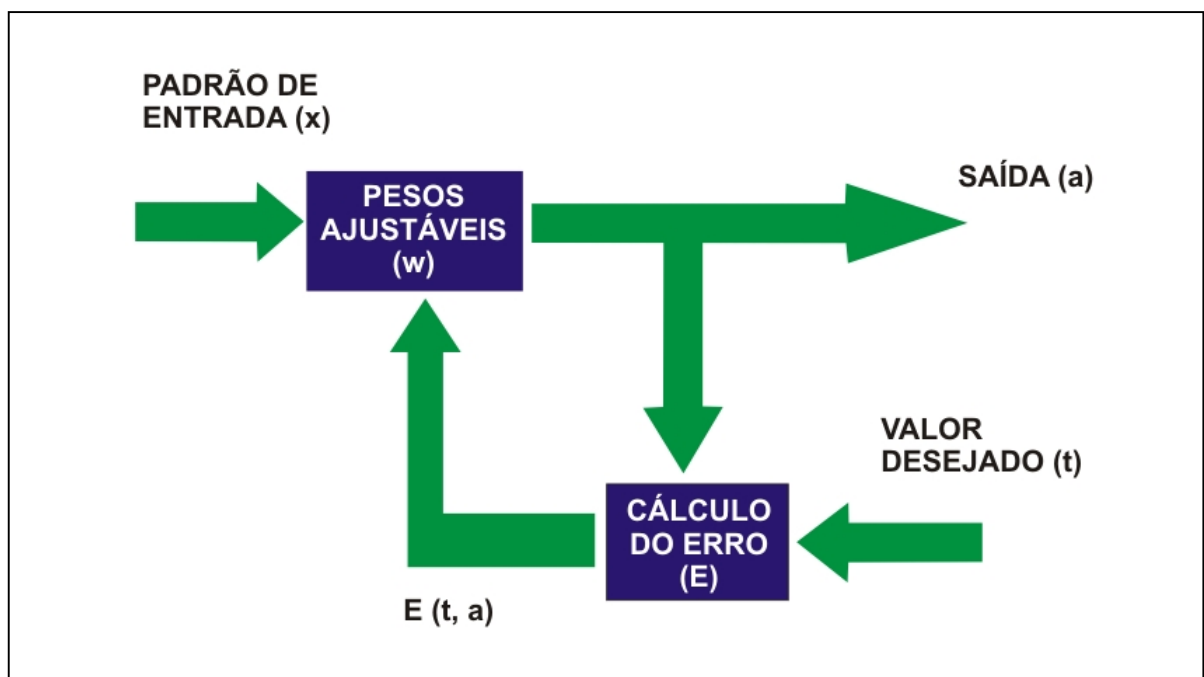 PADRÃO DE
ENTRADA (x)
PESOS
AJUSTÁVEIS
(w)
SAÍDA (a)
VALOR
DESEJADO (t)
CÁLCULO
DO ERRO
(E)
E (t, a)